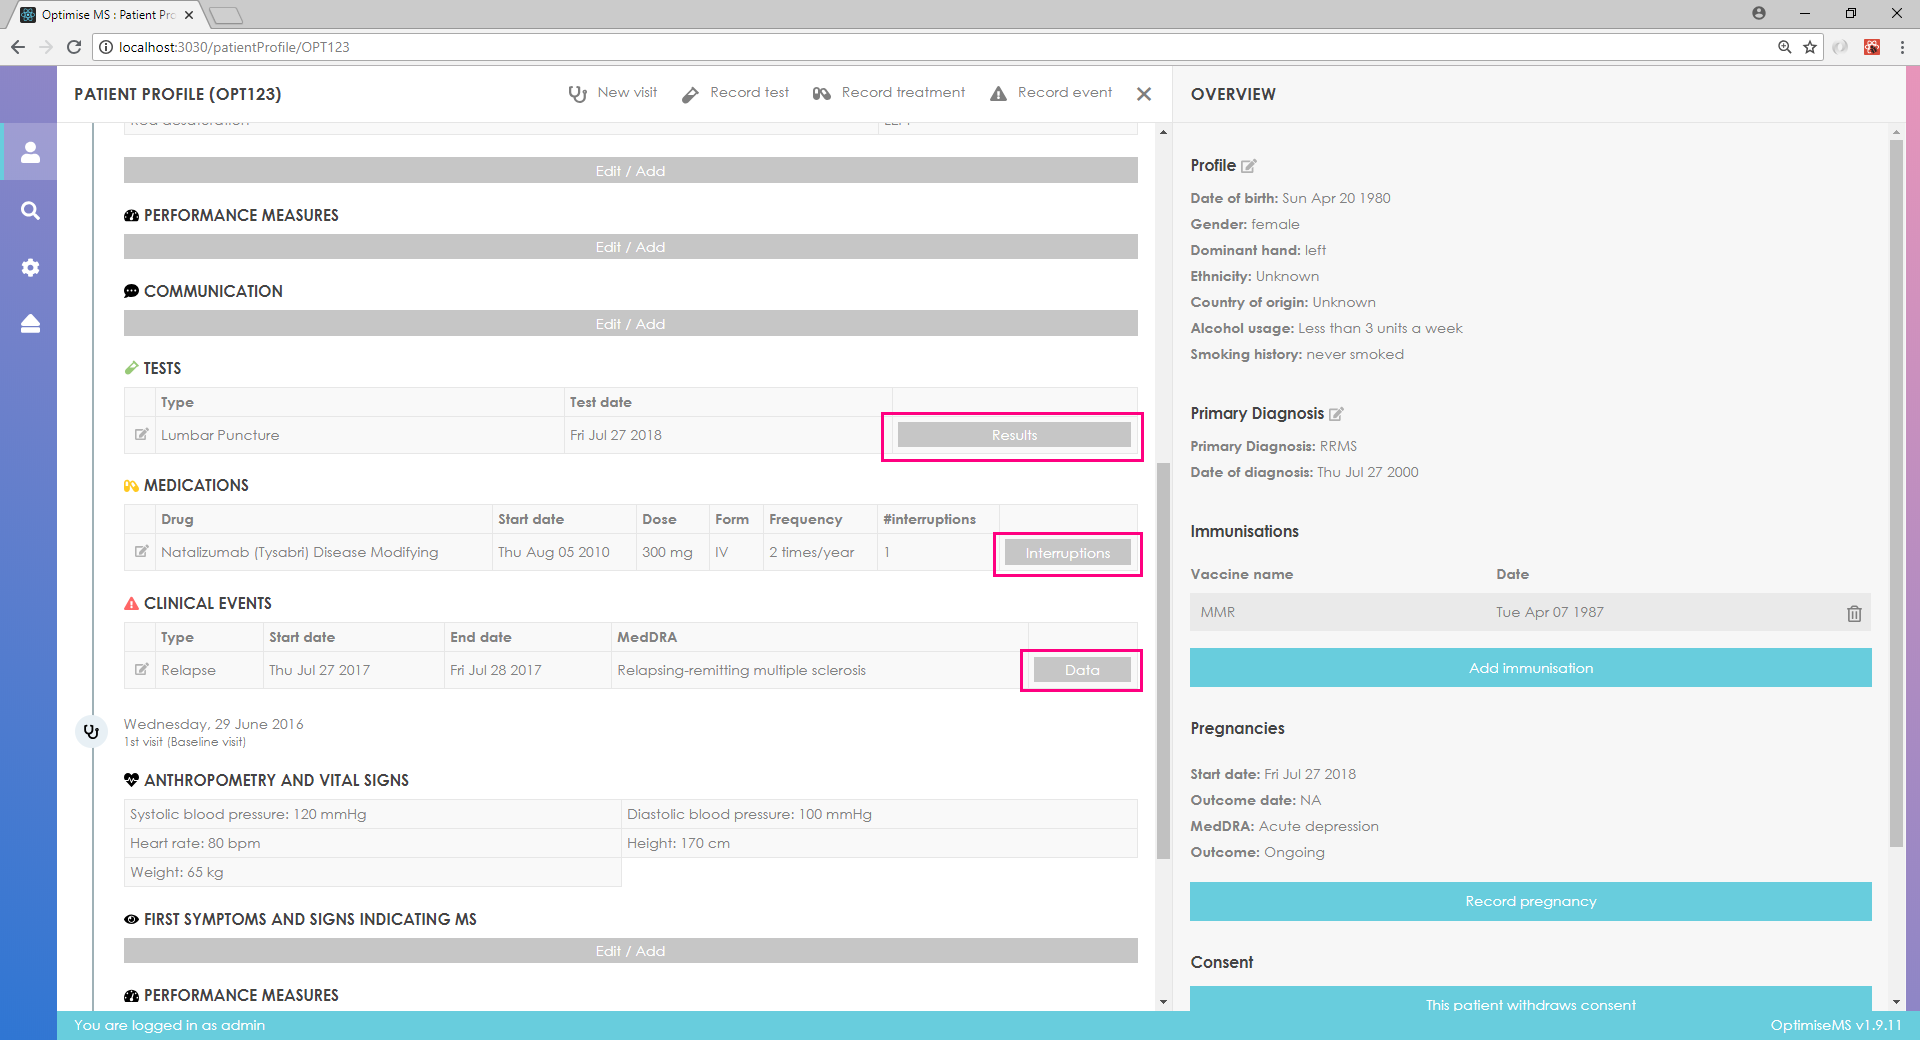 Optimise MS : Patient Pro
localhost:3030/patientProfile/OPT123
PATIENT PROFILE (OPT123)
New visit
Record test
Record treatment
Record event
OVERVIEW
Edit / Add
PERFORMANCE MEASURES
Edit / Add
COMMUNICATION
Edit / Add
TESTS
Type Test date
Lumbar Puncture Fri Jul 27 2018 Results
MEDICATIONS
Drug Start date Dose Form Frequency #interruptions
Natalizumab (Tysabri) Disease Modifying Thu Aug 05 2010 300 mg IV 2 times/year 1 Interruptions
CLINICAL EVENTS
Type Start date End date MedDRA
Relapse Thu Jul 27 2017 Fri Jul 28 2017 Relapsing-remitting multiple sclerosis Data
Wednesday, 29 June 2016
1st visit (Baseline visit)
ANTHROPOMETRY AND VITAL SIGNS
Systolic blood pressure: 120 mmHg Diastolic blood pressure: 100 mmHg
Heart rate: 80 bpm Height: 170 cm
Weight: 65 kg
FIRST SYMPTOMS AND SIGNS INDICATING MS
Edit / Add
PERFORMANCE MEASURES
Profile
Date of birth: Sun Apr 20 1980
Gender: female
Dominant hand: left
Ethnicity: Unknown
Country of origin: Unknown
Alcohol usage: Less than 3 units a week
Smoking history: never smoked
Primary Diagnosis
Primary Diagnosis: RRMS
Date of diagnosis: Thu Jul 27 2000
Immunisations
Vaccine name Date
MMR Tue Apr 07 1987
Add immunisation
Pregnancies
Start date: Fri Jul 27 2018
Outcome date: NA
MedDRA: Acute depression
Outcome: Ongoing
Record pregnancy
Consent
This patient withdraws consent
You are logged in as admin
OptimiseMS v1.9.11